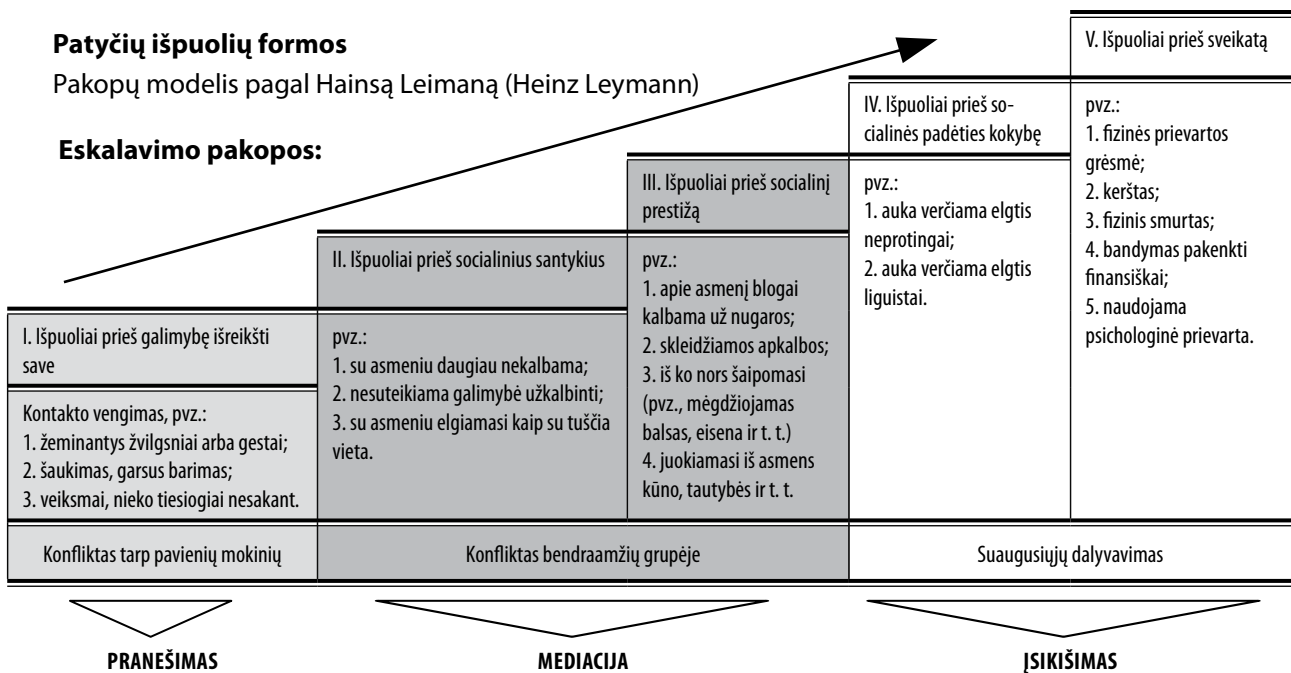 Patyčių išpuolių formos
Pakopų modelis pagal Hainsą Leimaną (Heinz Leymann)
Eskalavimo pakopos:
I. Išpuoliai prieš galimybę išreikšti
save
Kontakto vengimas, pvz.:
1. žeminantys žvilgsniai arba gestai;
2. šaukimas, garsus barimas;
3. veiksmai, nieko tiesiogiai nesakant.
II. Išpuoliai prieš socialinius santykius
pvz.:
1. su asmeniu daugiau nekalbama;
2. nesuteikiama galimybė užkalbinti;
3. su asmeniu elgiamasi kaip su tuščia
vieta.
III. Išpuoliai prieš socialinį
prestižą
pvz.:
1. apie asmenį blogai
kalbama už nugaros;
2. skleidžiamos apkalbos;
3. iš ko nors šaipomasi
(pvz., mėgdžiojamas
balsas, eisena ir t. t.)
4. juokiamasi iš asmens
kūno, tautybės ir t. t.
IV. Išpuoliai prieš so-
cialinės padėties kokybę
pvz.:
1. auka verčiama elgtis
neprotingai;
2. auka verčiama elgtis
liguistai.
V. Išpuoliai prieš sveikatą
pvz.:
1. fizinės prievartos
grėsmė;
2. kerštas;
3. fizinis smurtas;
4. bandymas pakenkti
finansiškai;
5. naudojama
psichologinė prievarta.
Konfliktas tarp pavienių mokinių
Konfliktas bendraamžių grupėje
Suaugusiųjų dalyvavimas
PRANEŠIMAS
MEDIACIJA
ĮSIKIŠIMAS